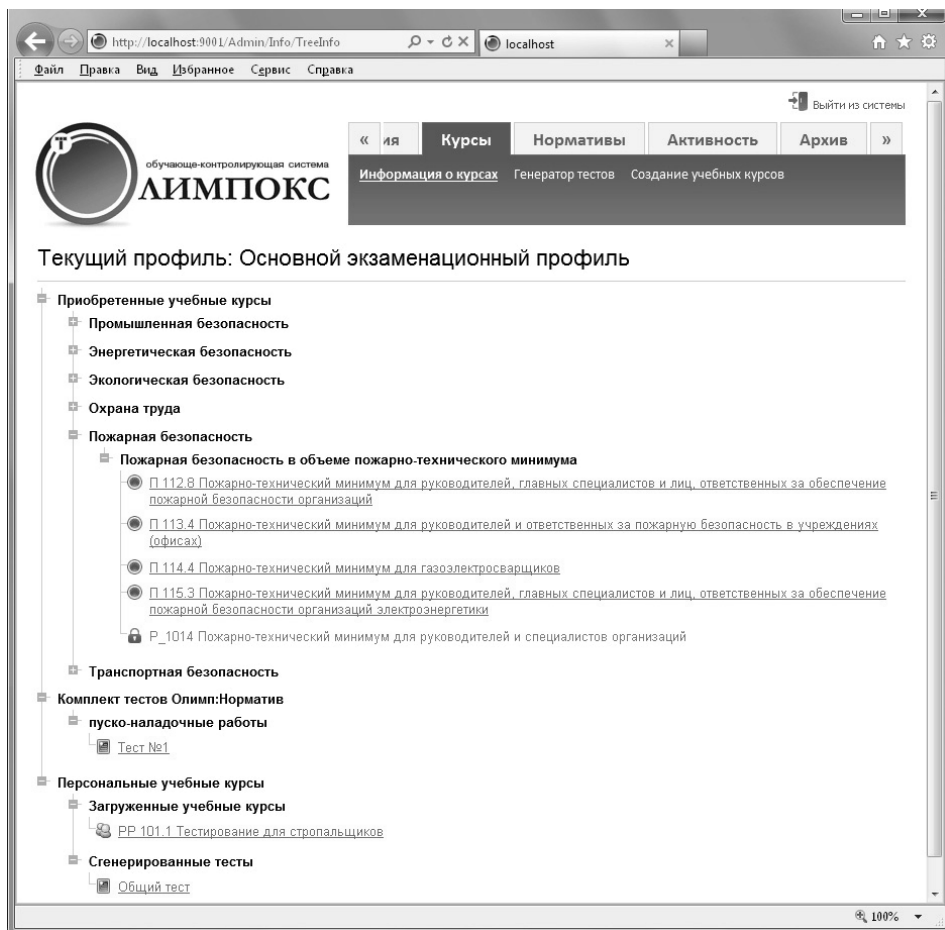 http://localhost:9001/Admin/Info/TreeInfo
localhost
Файл Правка Вид Избранное Сервис Справка
Выйти из системы
« ия Курсы Нормативы Активность Архив »
Информация о курсах Генератор тестов Создание учебных курсов
Т
обучающе-контролирующая система
ЛИМПОКС
Текущий профиль: Основной экзаменационный профиль
Приобретенные учебные курсы
Промышленная безопасность
Энергетическая безопасность
Экологическая безопасность
Охрана труда
Пожарная безопасность
Пожарная безопасность в объеме пожарно-технического минимума
П 112.8 Пожарно-технический минимум для руководителей, главных специалистов и лиц, ответственных за обеспечение
пожарной безопасности организаций
П 113.4 Пожарно-технический минимум для руководителей и ответственных за пожарную безопасность в учреждениях
(офисах)
П 114.4 Пожарно-технический минимум для газоэлектросварщиков
П 115.3 Пожарно-технический минимум для руководителей, главных специалистов и лиц, ответственных за обеспечение
пожарной безопасности организаций электроэнергетики
Р_1014 Пожарно-технический минимум для руководителей и специалистов организаций
Транспортная безопасность
Комплект тестов Олимп:Норматив
пуско-наладочные работы
Тест №1
Персональные учебные курсы
Загруженные учебные курсы
РР 101.1 Тестирование для стропальщиков
Сгенерированные тесты
Общий тест
100%